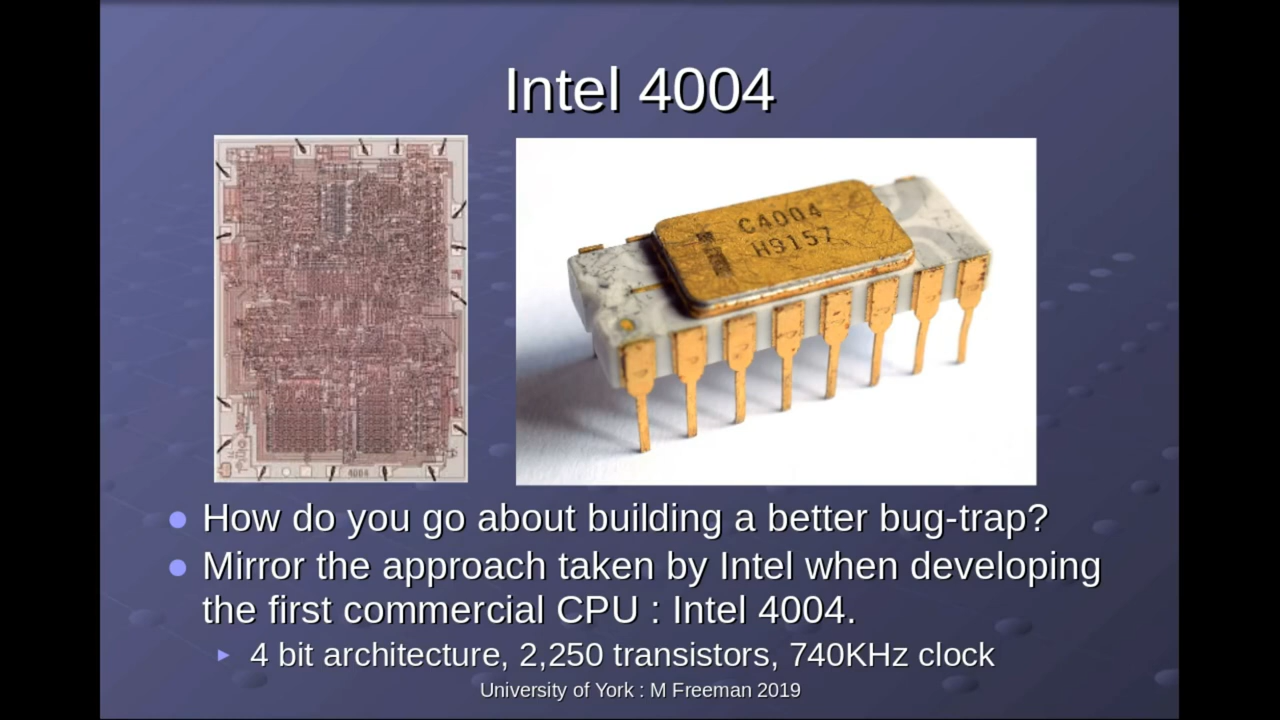 Intel 4004
4004
C4004
H9157
How do you go about building a better bug-trap?
Mirror the approach taken by Intel when developing
the first commercial CPU : Intel 4004.
4 bit architecture, 2,250 transistors, 740KHz clock
University of York : M Freeman 2019